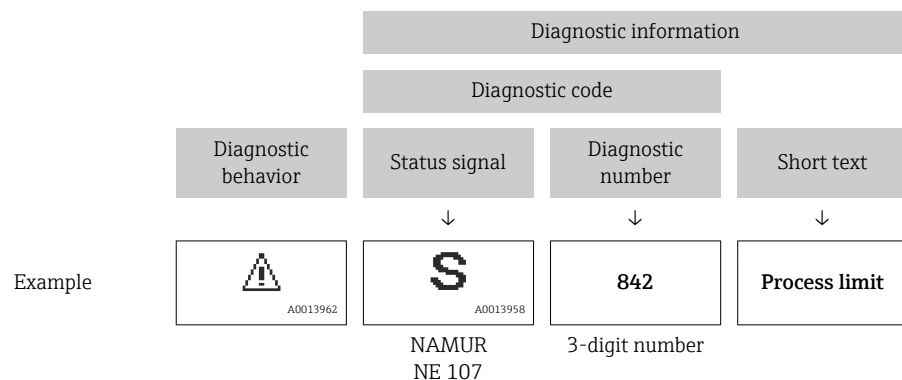 Diagnostic information
Diagnostic code
Diagnostic
behavior
Status signal
Diagnostic
number
Short text
↓ ↓ ↓
Example
A0013962
S
A0013958
842
Process limit
NAMUR
NE 107
3-digit number